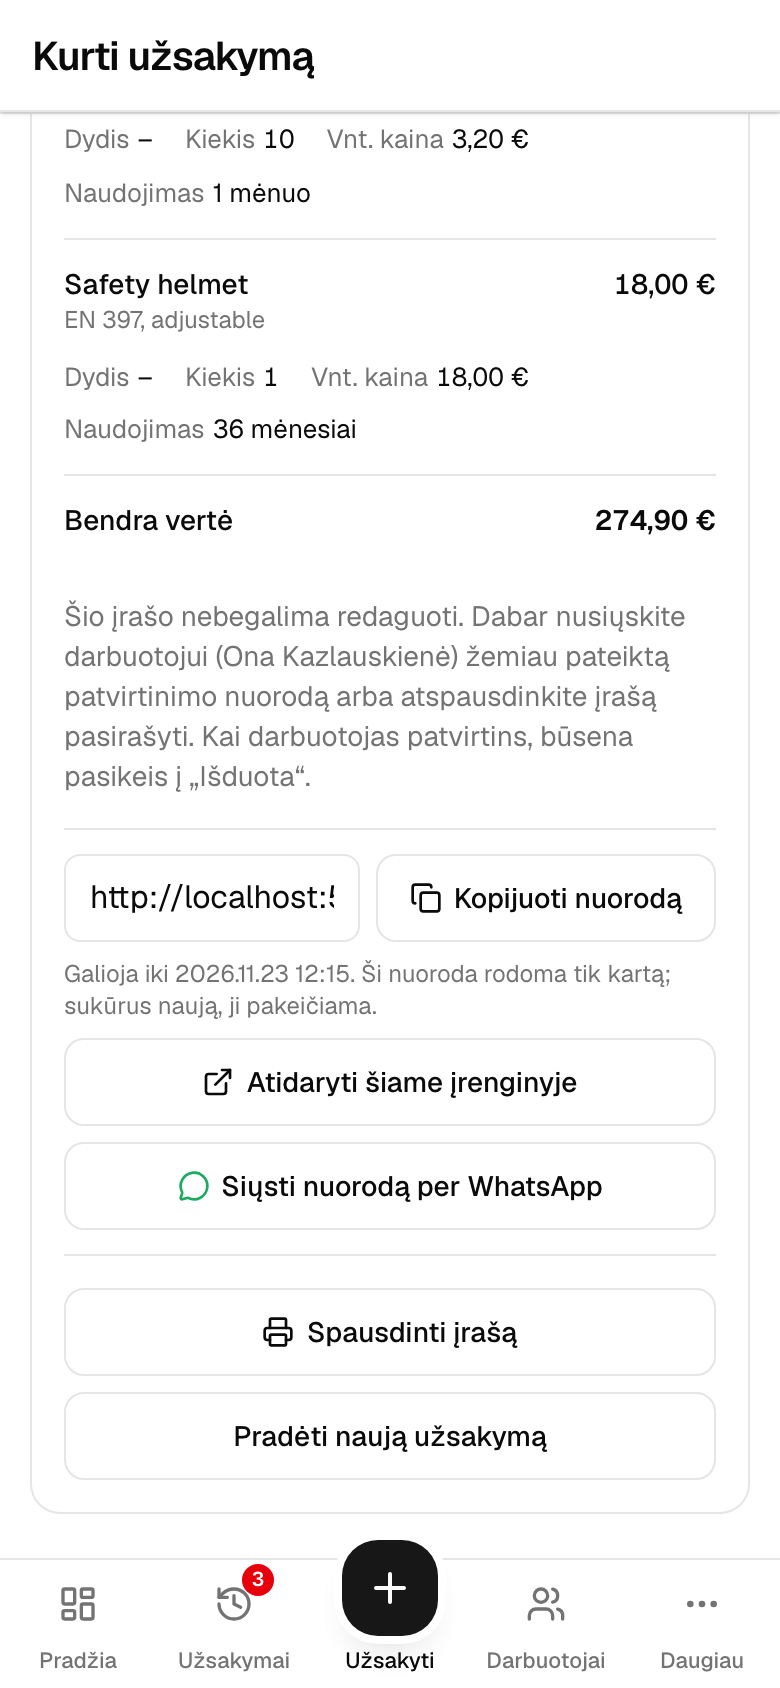 Kurti užsakymą
Dydis – Kiekis 10 Vnt. kaina 3,20 €
Naudojimas 1 mėnuo
Safety helmet 18,00 €
EN 397, adjustable
Dydis – Kiekis 1 Vnt. kaina 18,00 €
Naudojimas 36 mėnesiai
Bendra vertė 274,90 €
Šio įrašo nebegalima redaguoti. Dabar nusiųskite
darbuotojui (Ona Kazlauskienė) žemiau pateiktą
patvirtinimo nuorodą arba atspausdinkite įrašą
pasirašyti. Kai darbuotojas patvirtins, būsena
pasikeis į „Išduota“.
http://localhost: Kopijuoti nuorodą
Galioja iki 2026.11.23 12:15. Ši nuoroda rodoma tik kartą;
sukūrus naują, ji pakeičiama.
Atidaryti šiame įrenginyje
Siųsti nuorodą per WhatsApp
Spausdinti įrašą
Pradėti naują užsakymą
3
Pradžia Užsakymai Užsakyti Darbuotojai Daugiau